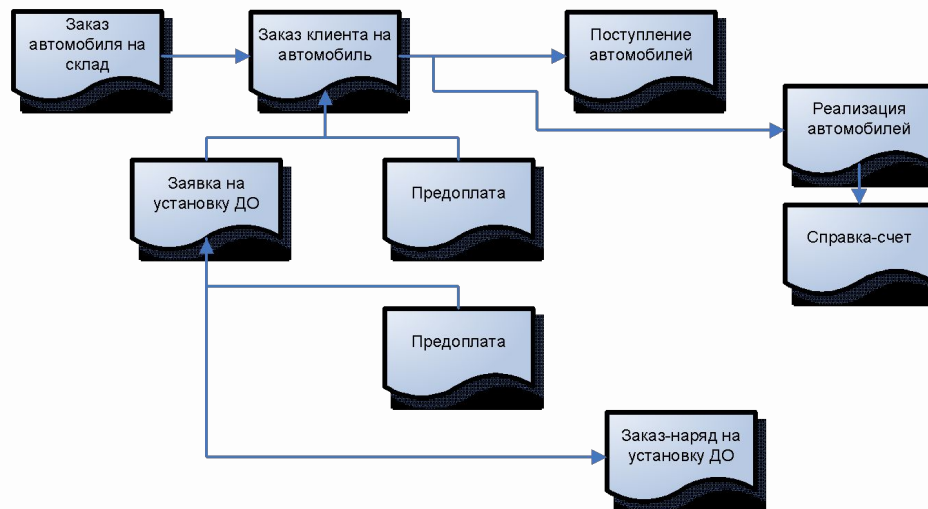 Заказ
автомобиля на
склад
Заказ клиента на
автомобиль
Поступление
автомобилей
Реализация
автомобилей
Заявка на
установку ДО
Предоплата
Справка-счет
Предоплата
Заказ-наряд на
установку ДО